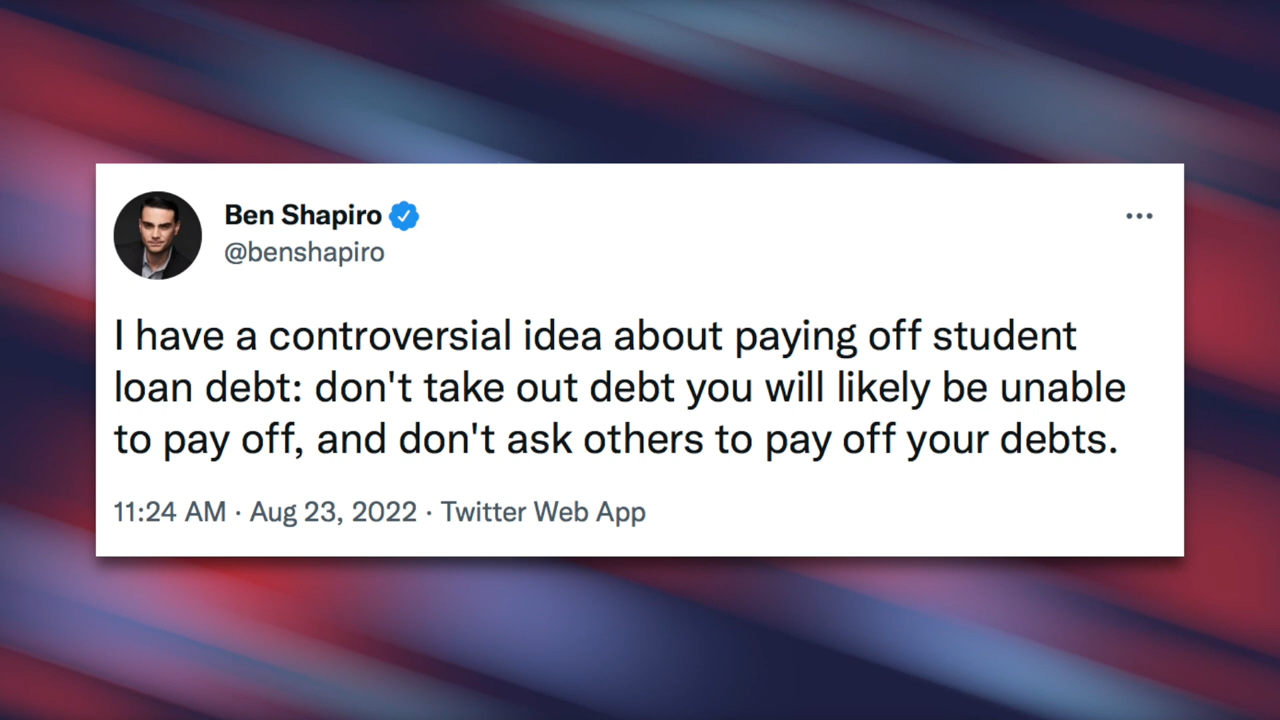 Ben Shapiro
@benshapiro
I have a controversial idea about paying off student
loan debt: don't take out debt you will likely be unable
to pay off, and don't ask others to pay off your debts.
11:24 AM · Aug 23, 2022 · Twitter Web App